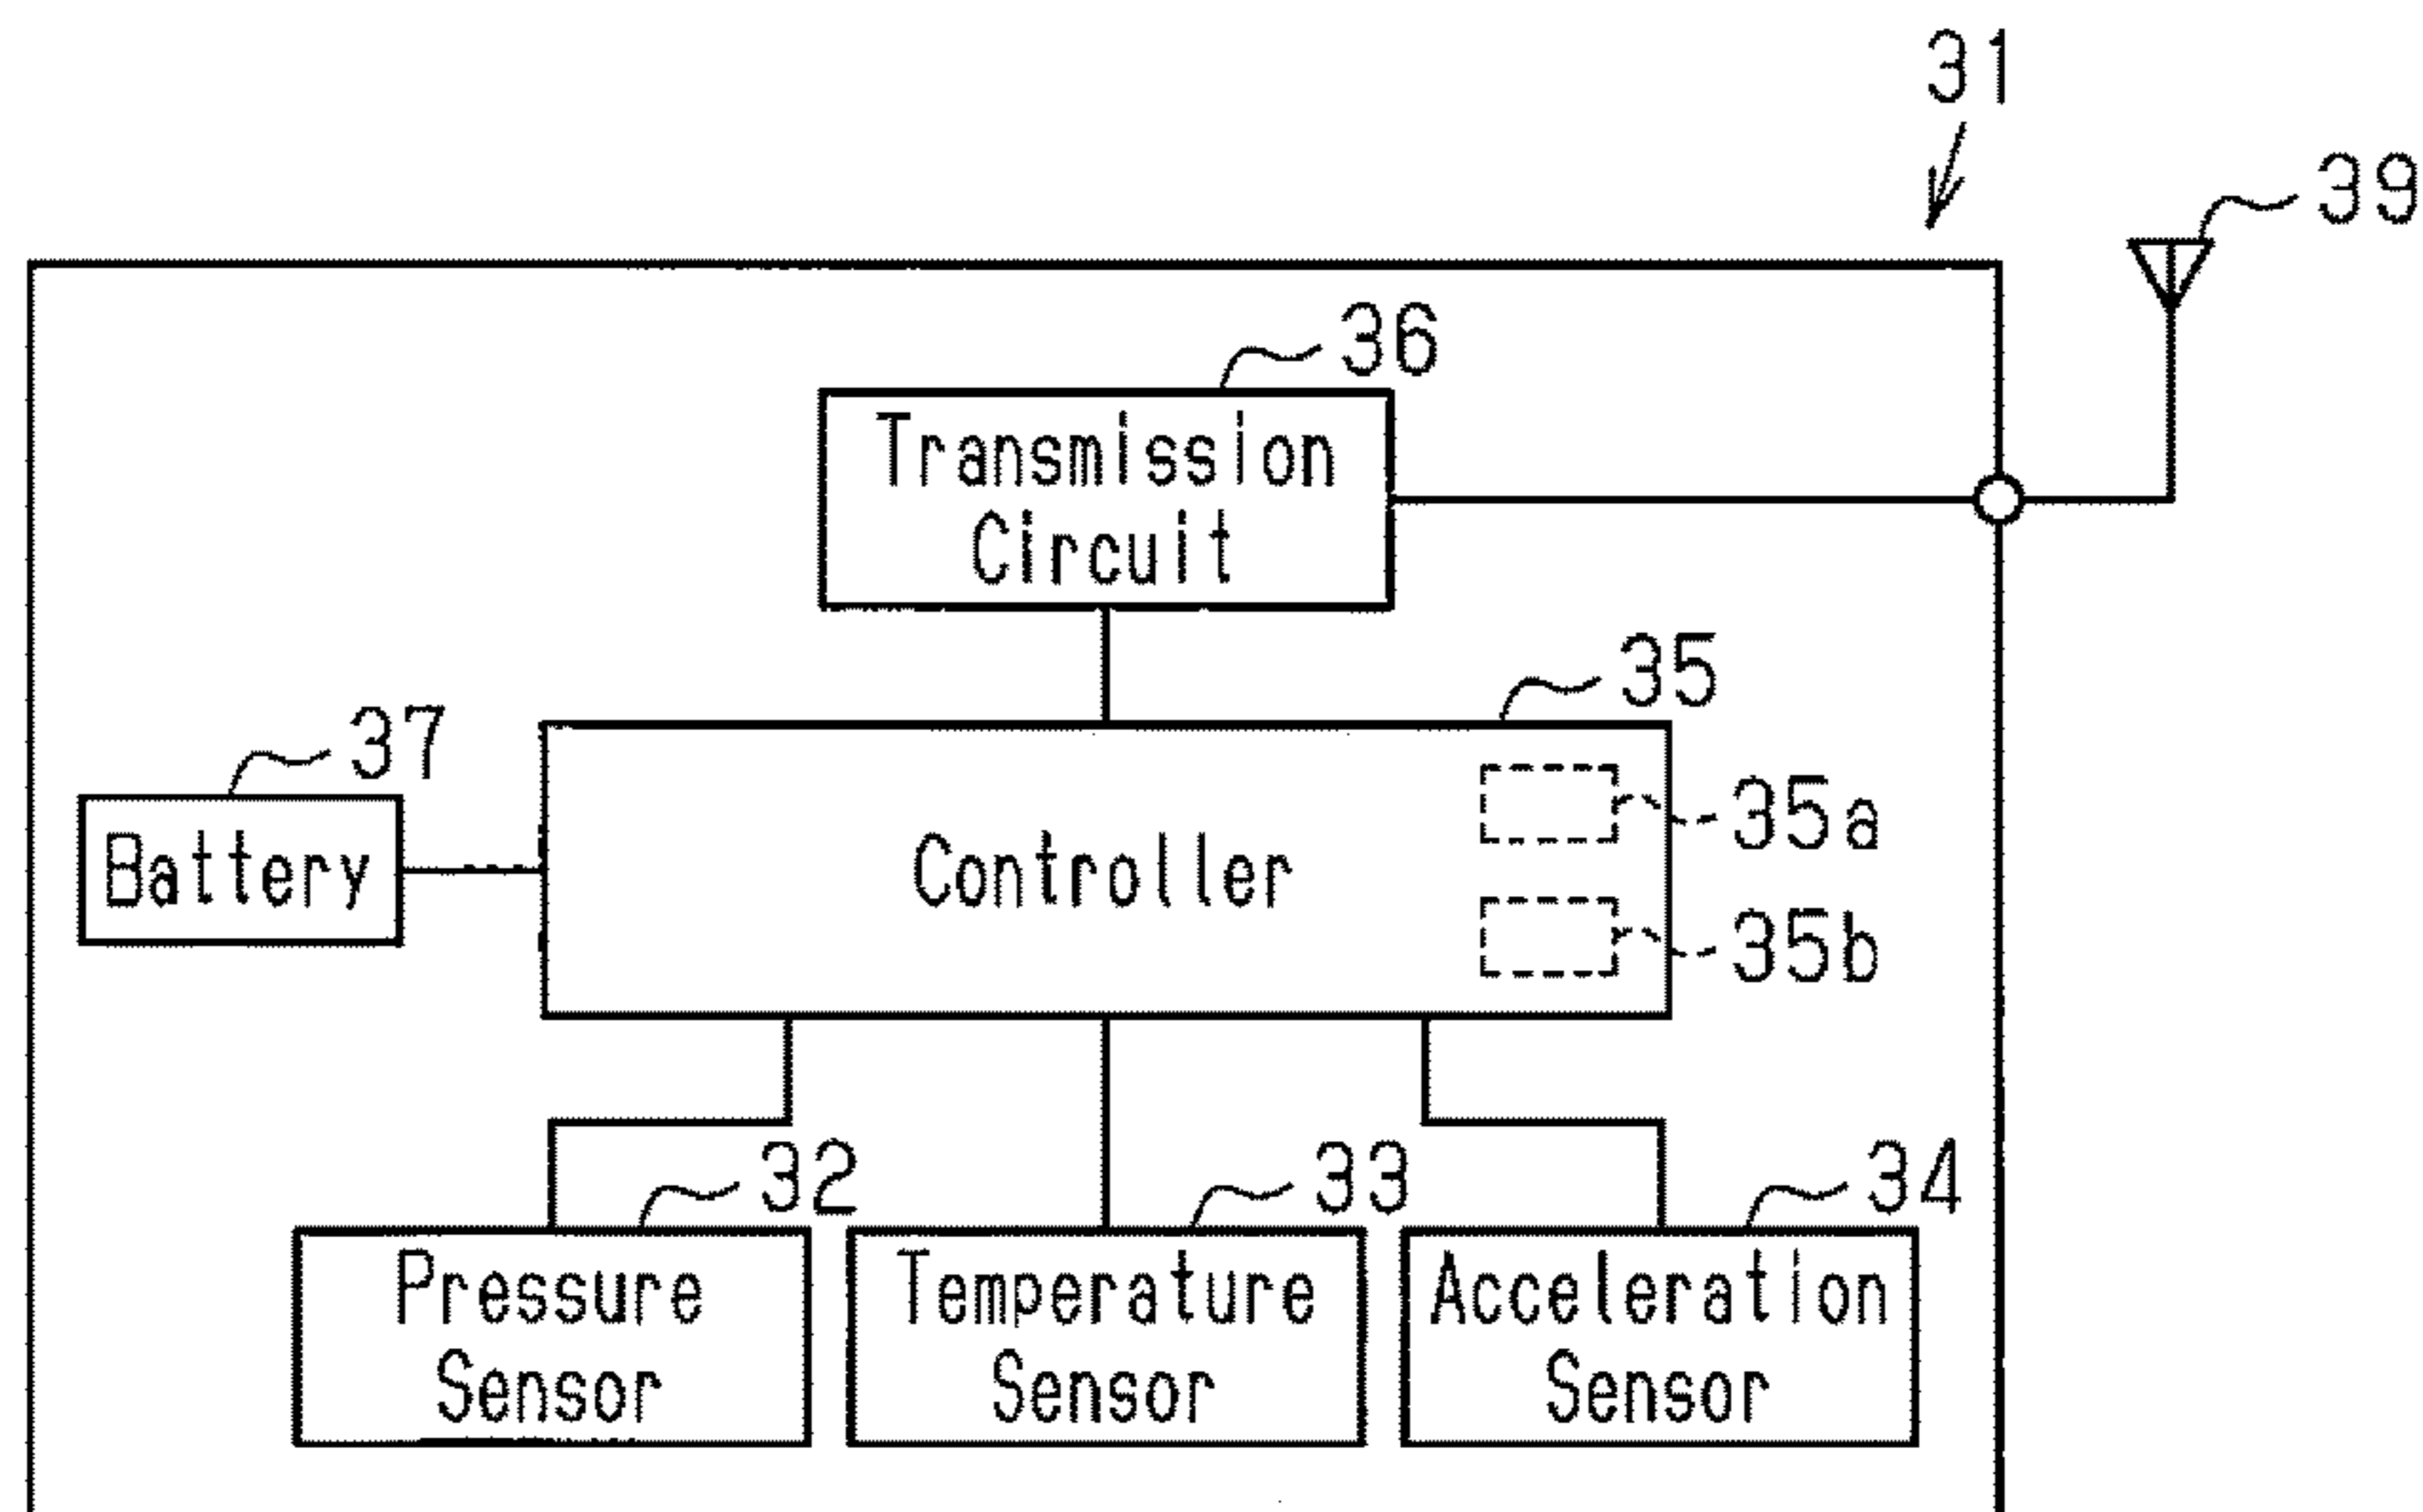 31
39
36
Transmission
Circuit
35
37
35a
Battery
Controller
35b
32
33
34
Pressure
Sensor
Temperature
Sensor
Acceleration
Sensor